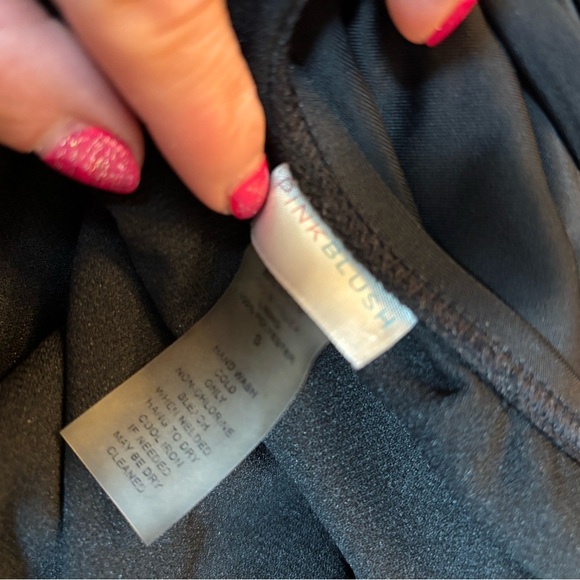 PINKBLUSH
S
HAND WASH
COLD
ONLY
NON-CHLORINE
BLEACH
WHEN NEEDED
HANG TO DRY
COOL IRON
IF NEEDED
MAY BE DRY
CLEANED